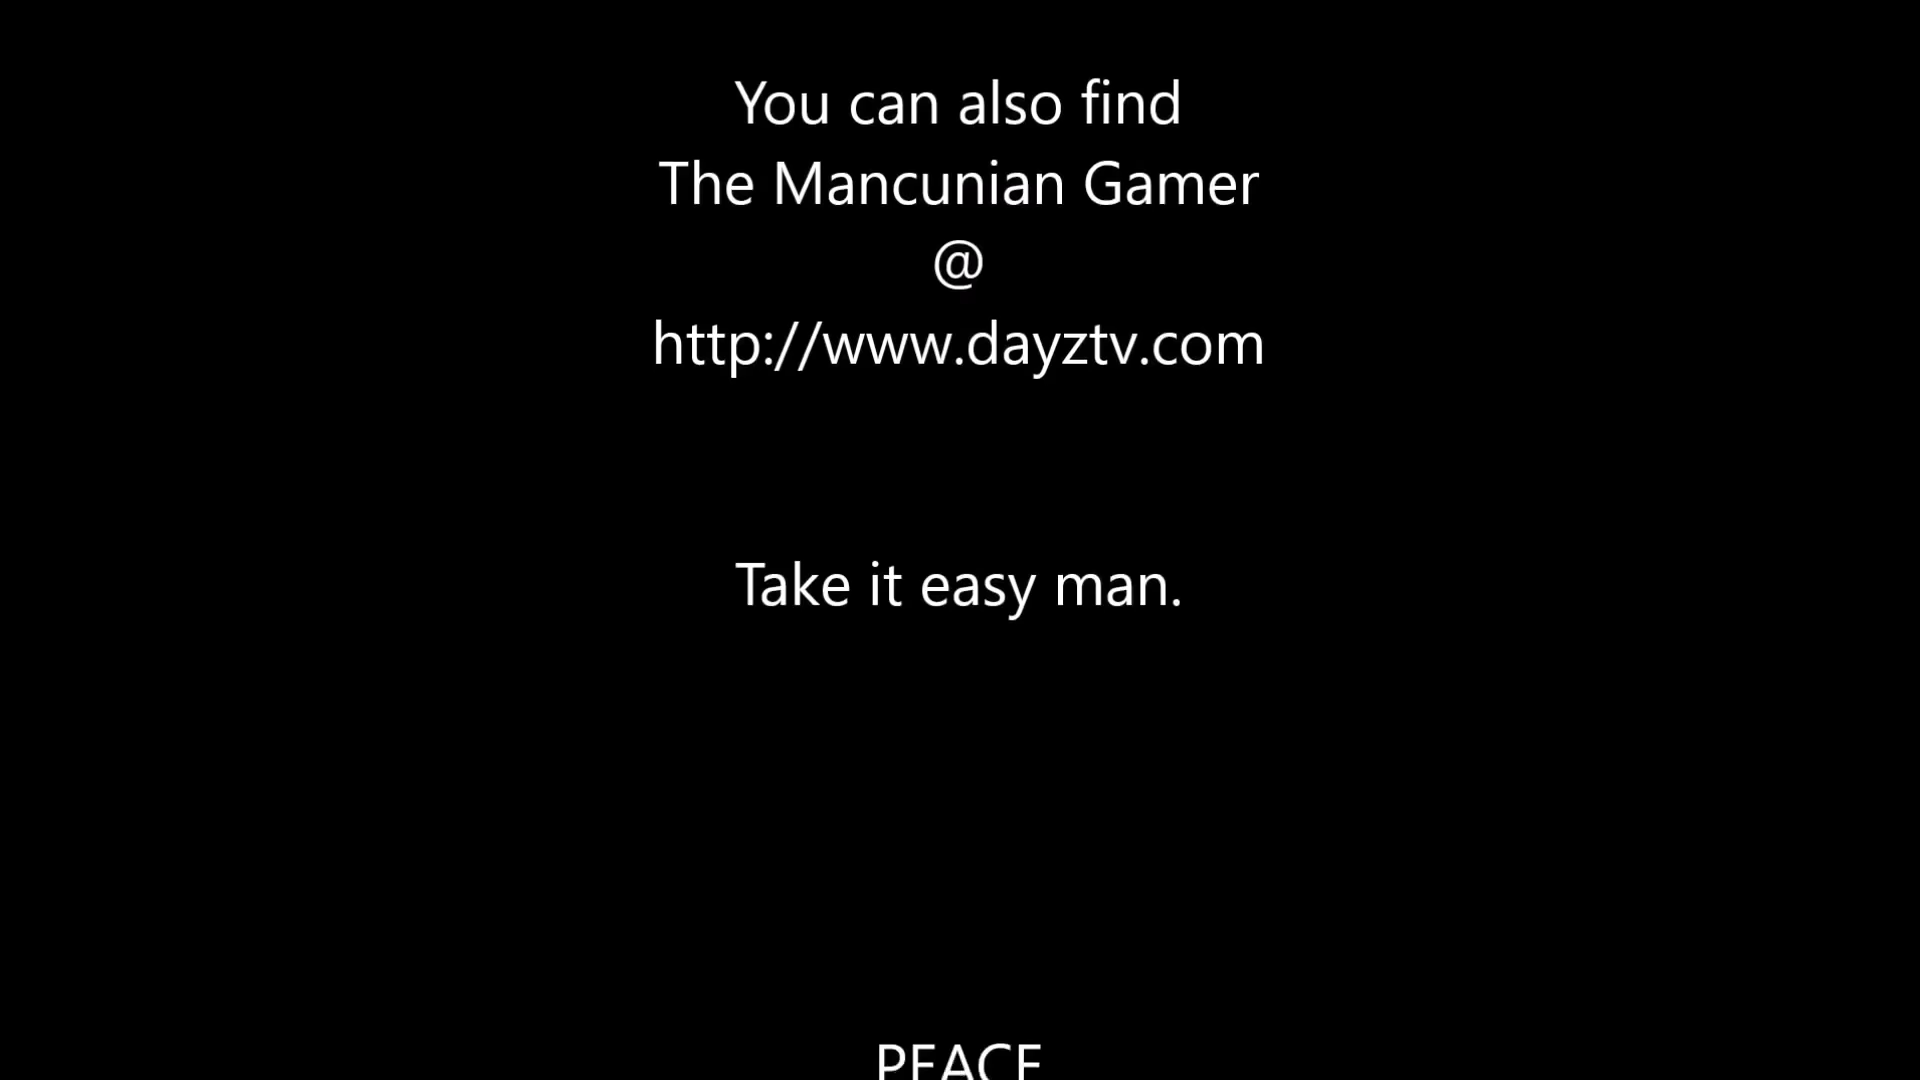 You can also find
The Mancunian Gamer
@
http://www.dayztv.com
Take it easy man.
PEACE